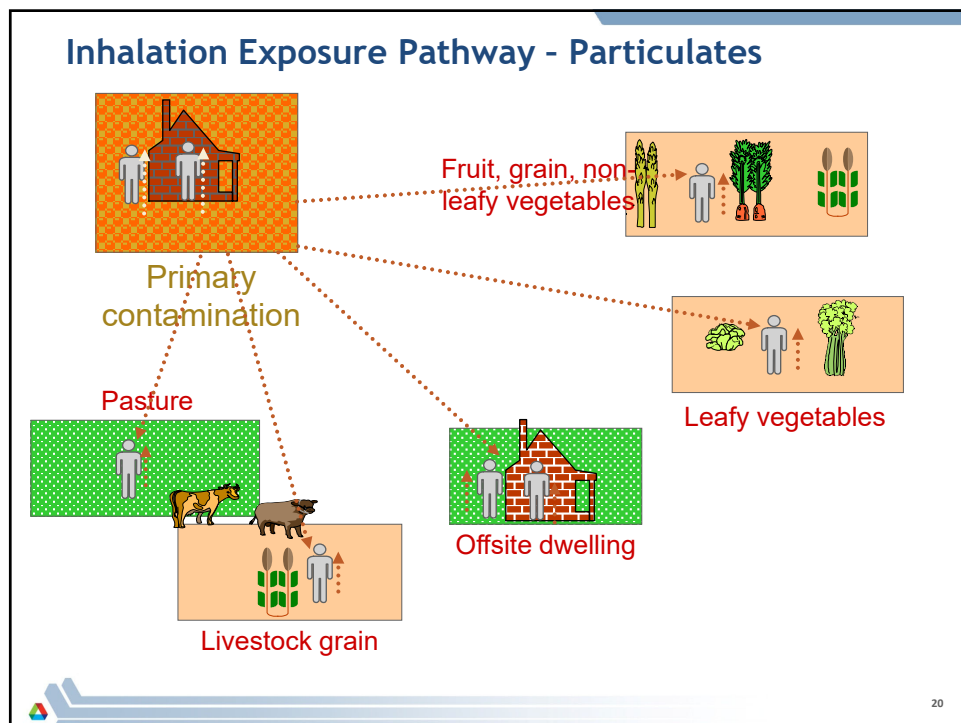 Inhalation Exposure Pathway – Particulates
Fruit, grain, non-
leafy vegetables
Primary
contamination
Leafy vegetables
Pasture
Offsite dwelling
Livestock grain
20